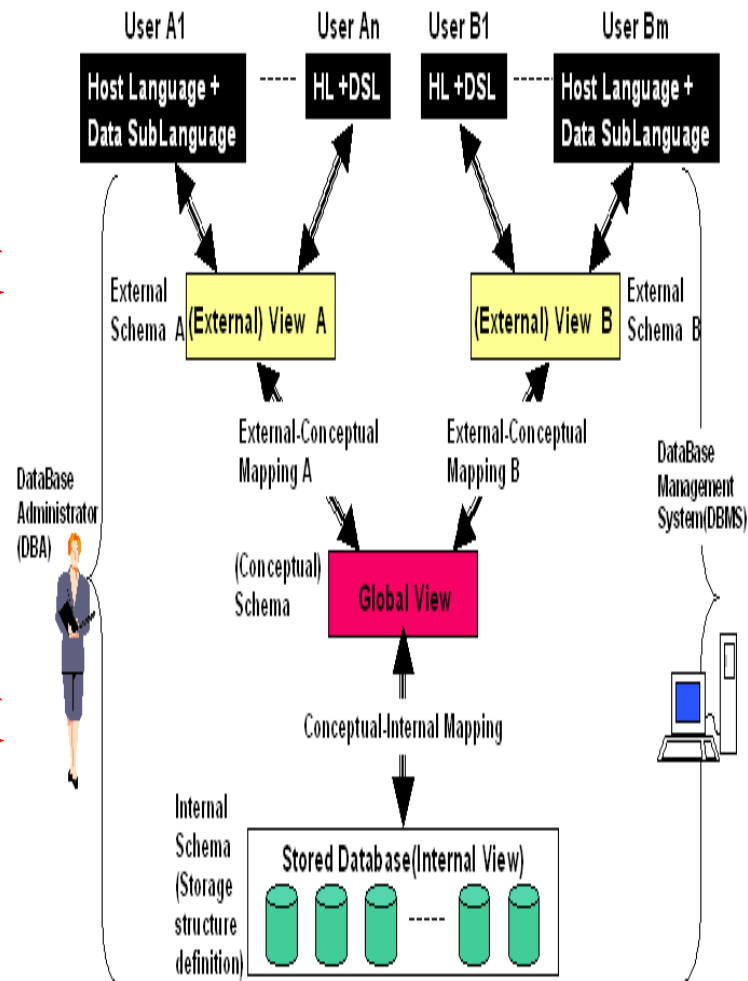 User A1
User An
User B1
User Bm
Host Language +
Data SubLanguage
HL +DSL
HL +DSL
Host Language +
Data SubLanguage
External
Schema A
(External) View A
(External) View B
External
Schema B
External-Conceptual
Mapping A
External-Conceptual
Mapping B
DataBase
Administrator
(DBA)
DataBase
Management
System(DBMS)
(Conceptual)
Schema
Global View
Conceptual-Internal Mapping
Internal
Schema
(Storage
structure
definition)
Stored Database(Internal View)